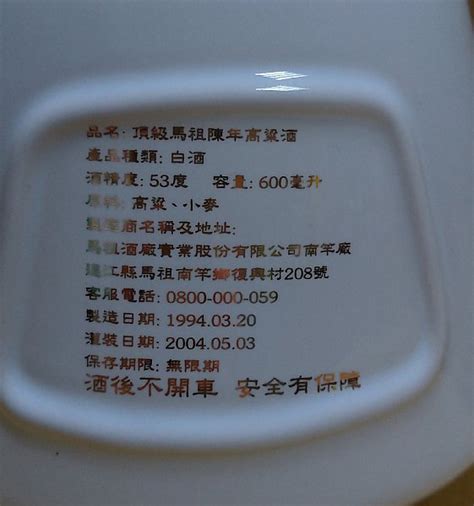 品名: 頂級馬祖陳年高粱酒
產品種類: 白酒
酒精度: 53度 容量: 600毫升
原料: 高粱、小麥
製造商名稱及地址:
馬祖酒廠實業股份有限公司南竿廠
連江縣馬祖南竿鄉復興村208號
客服電話: 0800-000-059
製造日期: 1994.03.20
灌裝日期: 2004.05.03
保存期限: 無限期
酒後不開車 安全有保障